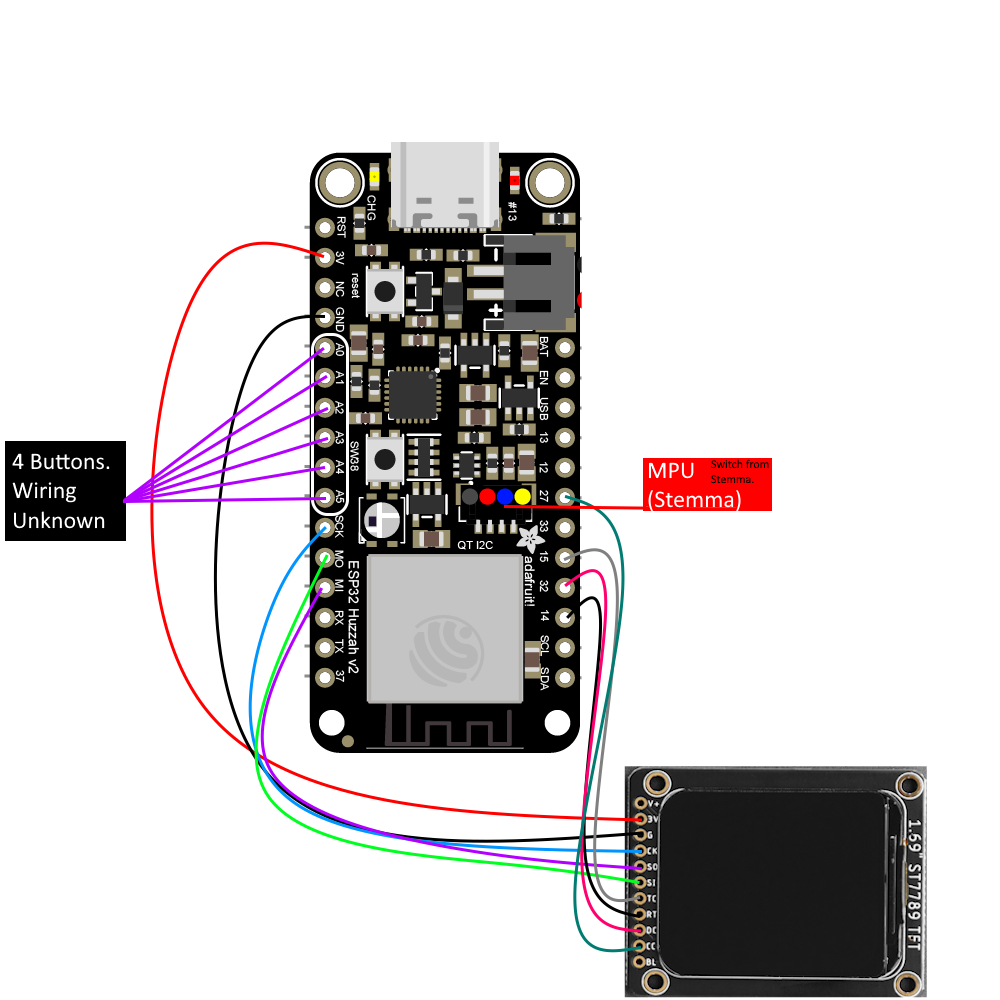 CHG
#13
RST
3V
NC
GND
reset
A0
A1
A2
A3
A4
A5
SCK
MO
MI
RX
TX
37
BAT
EN
USB
13
12
27
33
15
32
14
SCL
SDA
SW38
QT I2C
adafruit!
ESP32 Huzzah v2
4 Buttons.
Wiring
Unknown
MPU
(Stemma)
Switch from
Stemma.
V+
3V
G
CK
SO
SI
TC
RT
DC
CC
BL
1.69" ST7789 TFT